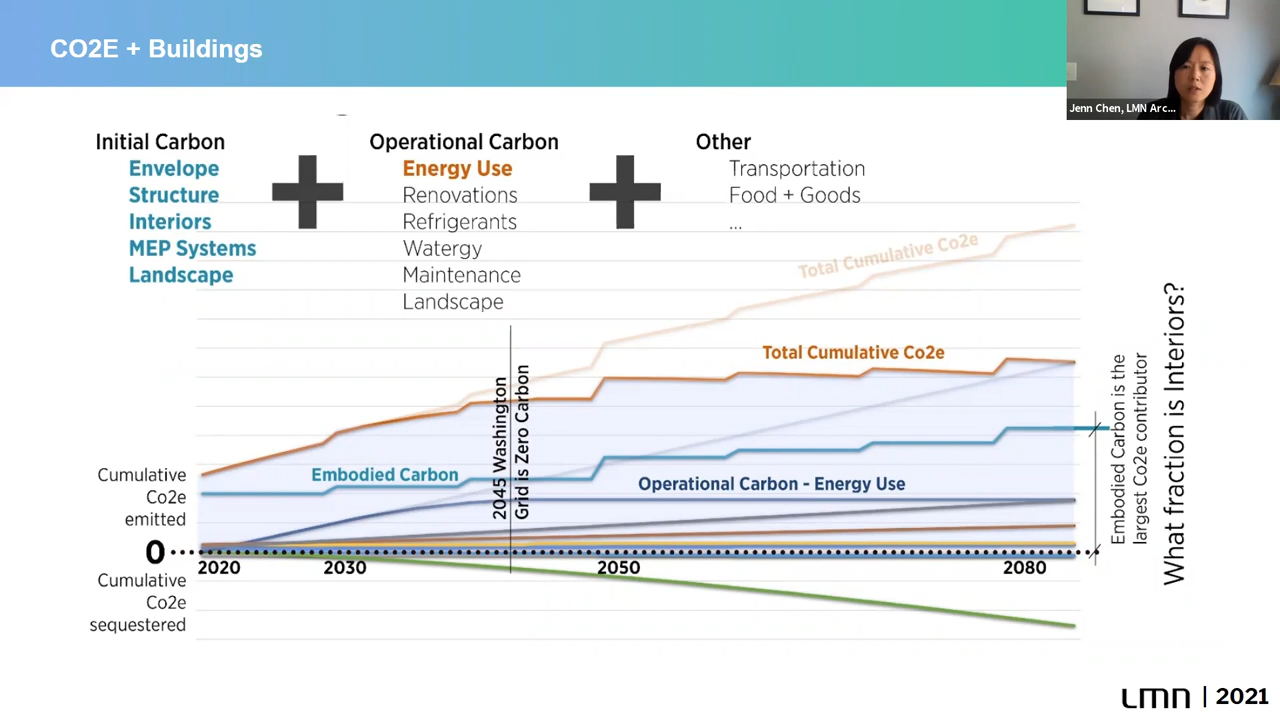 CO2E + Buildings
Jenn Chen, LMN Arc...
Initial Carbon
Envelope
Structure
Interiors
MEP Systems
Landscape
Operational Carbon
Energy Use
Renovations
Refrigerants
Watergy
Maintenance
Landscape
Other
Transportation
Food + Goods
...
Total Cumulative Co2e
Total Cumulative Co2e
2045 Washington
Grid is Zero Carbon
Embodied Carbon
Operational Carbon - Energy Use
Cumulative
Co2e
emitted
0
2020
2030
2050
2080
Cumulative
Co2e
sequestered
Embodied Carbon is the
largest Co2e contributor
What fraction is Interiors?
LMN | 2021